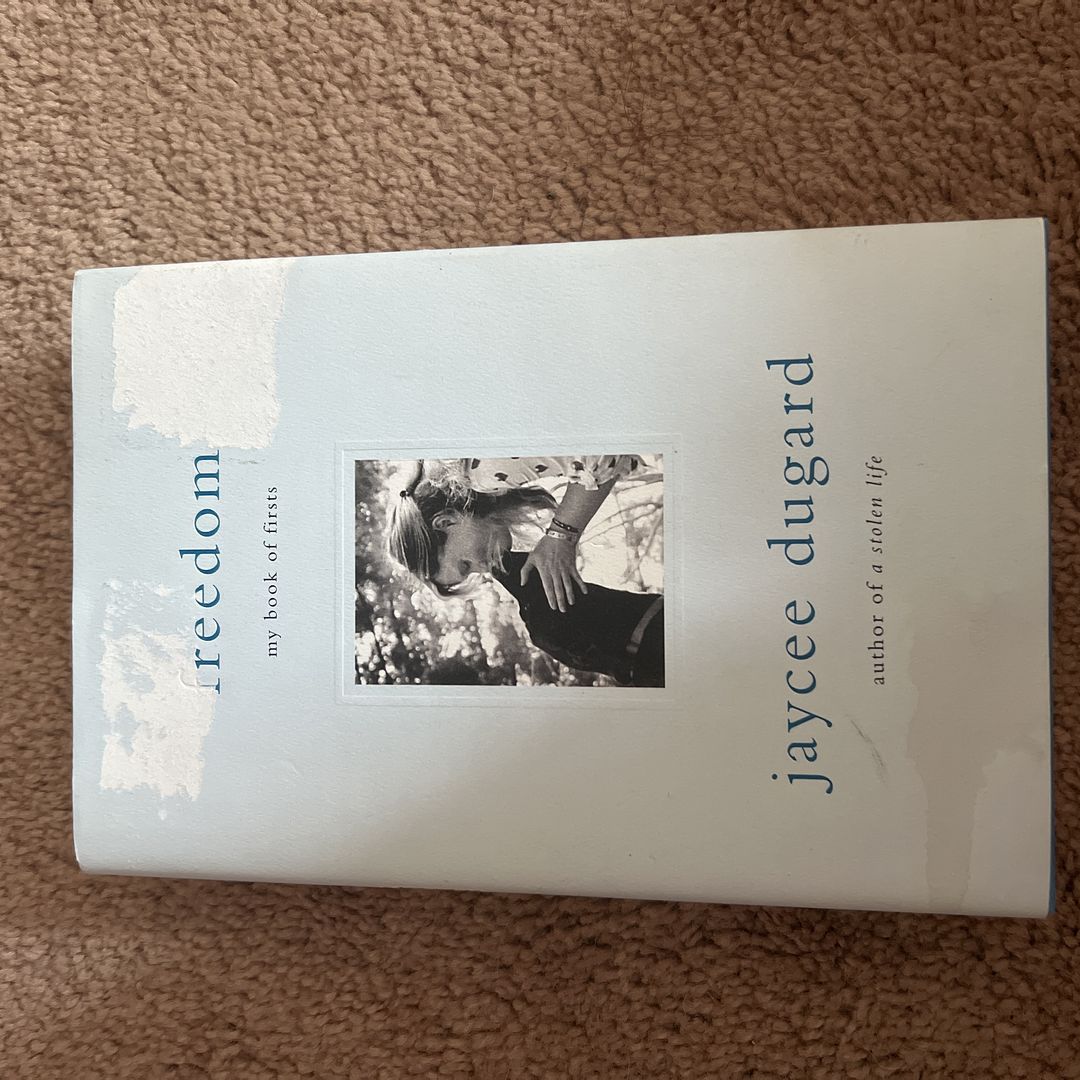 freedom
my book of firsts
jaycee dugard
author of a stolen life